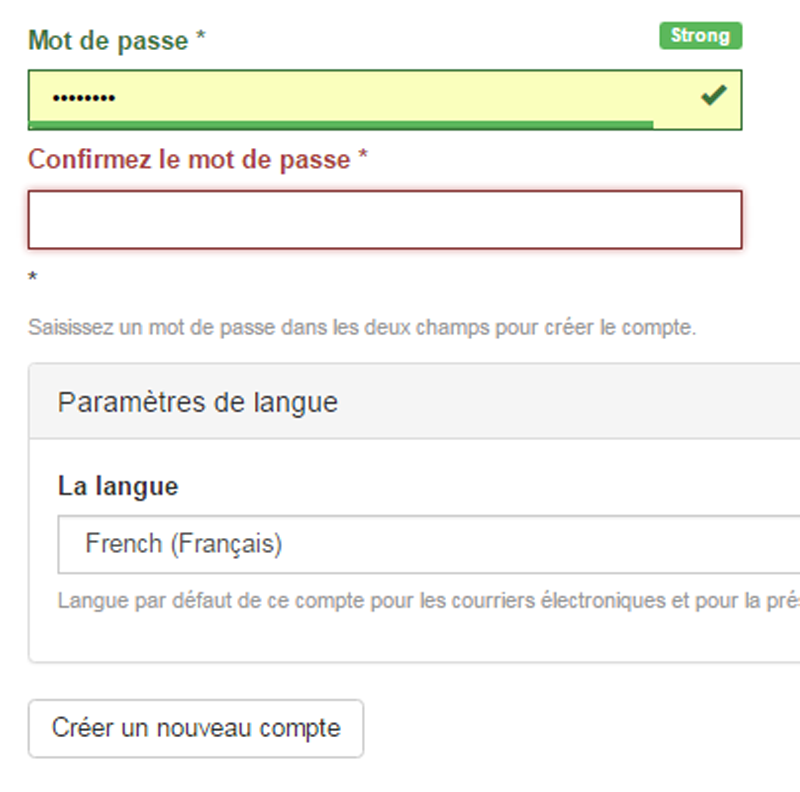 Mot de passe *
Strong
••••••••
Confirmez le mot de passe *
*
Saisissez un mot de passe dans les deux champs pour créer le compte.
Paramètres de langue
La langue
French (Français)
Langue par défaut de ce compte pour les courriers électroniques et pour la
Créer un nouveau compte